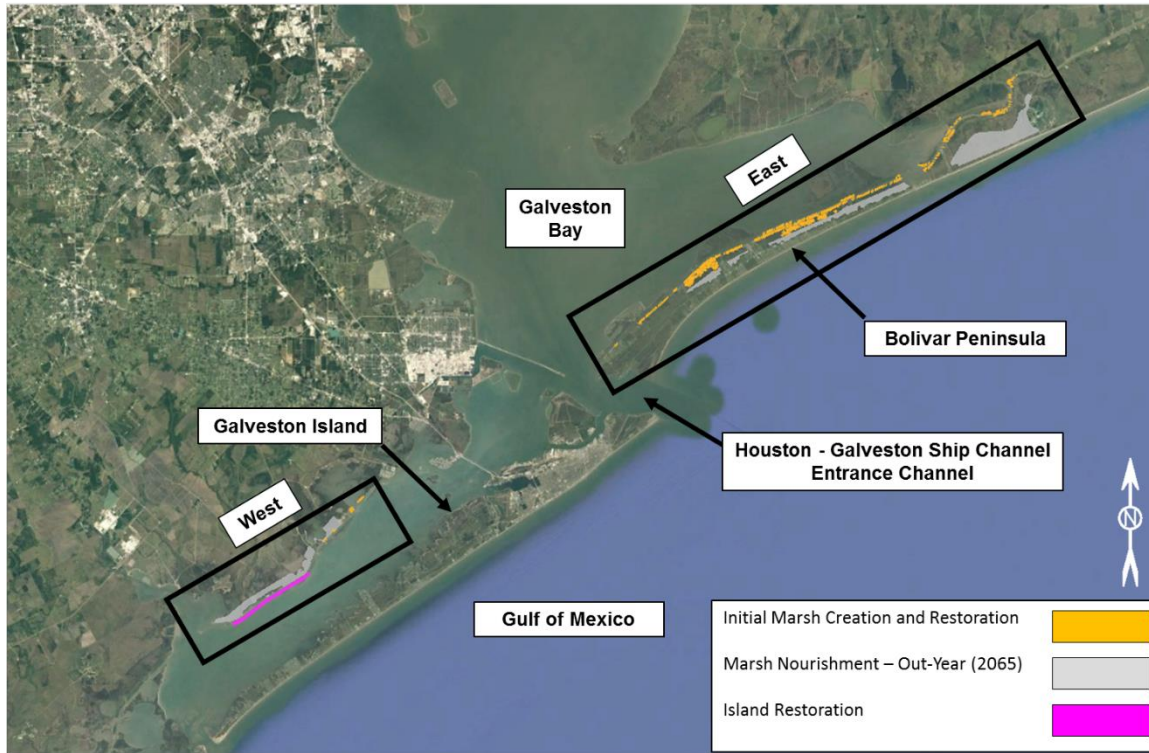 East
Galveston
Bay
Bolivar Peninsula
Galveston Island
Houston - Galveston Ship Channel
Entrance Channel
West
N
Gulf of Mexico
Initial Marsh Creation and Restoration
Marsh Nourishment – Out-Year (2065)
Island Restoration